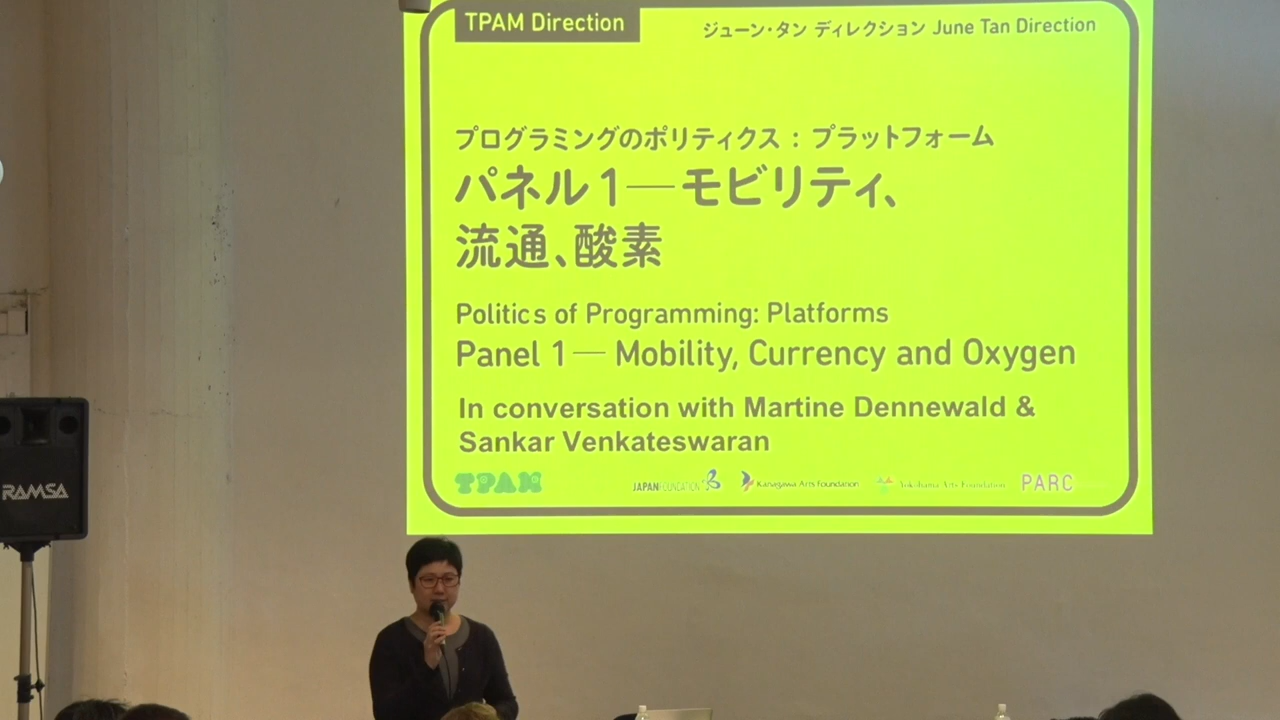 TPAM Direction
ジューン・タン ディレクション June Tan Direction
プログラミングのポリティクス：プラットフォーム
パネル1—モビリティ、
流通、酸素
Politics of Programming: Platforms
Panel 1— Mobility, Currency and Oxygen
In conversation with Martine Dennewald &
Sankar Venkateswaran
TPAM JAPANFOUNDATION Kanagawa Arts Foundation Yokohama Arts Foundation PARC
RAMSA